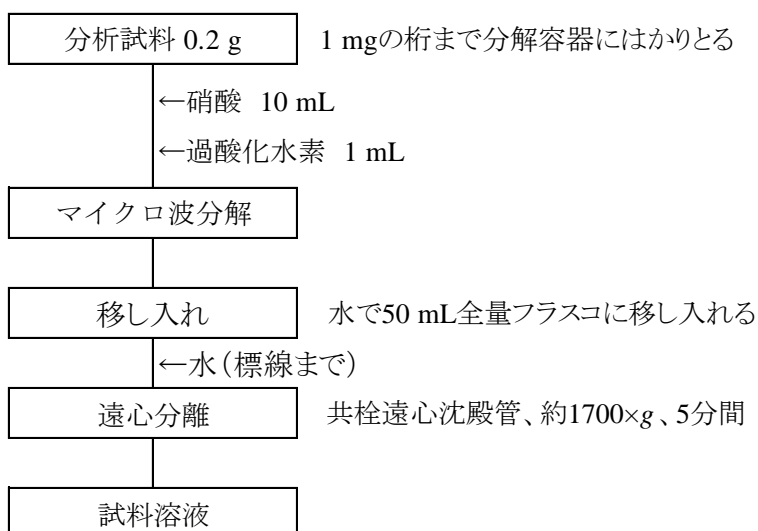 分析試料 0.2 g 1 mgの桁まで分解容器にはかりとる
←硝酸 10 mL
←過酸化水素 1 mL
マイクロ波分解
移し入れ 水で50 mL全量フラスコに移し入れる
←水(標線まで)
遠心分離 共栓遠心沈殿管、約1700×g、5分間
試料溶液